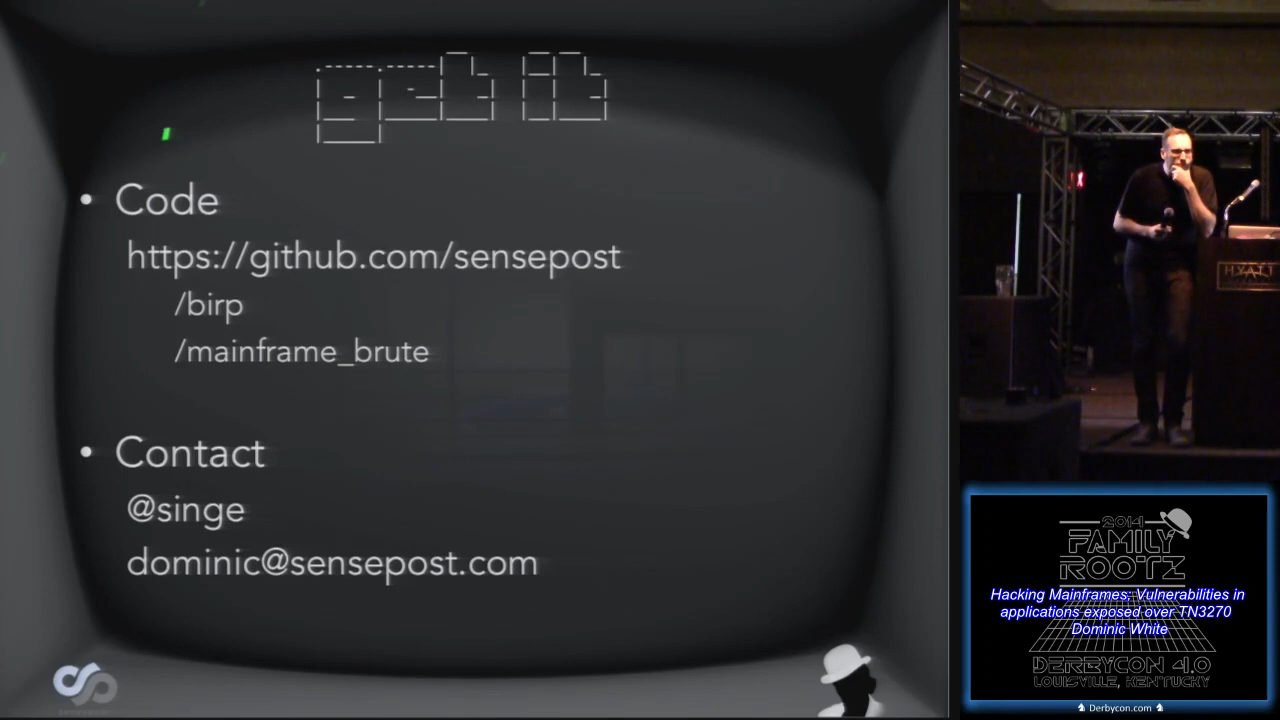 • Code
https://github.com/sensepost
/birp
/mainframe_brute
• Contact
@singe
dominic@sensepost.com
HYATT
2014
FAMILY
ROOTZ
Hacking Mainframes: Vulnerabilities in
applications exposed over TN3270
Dominic White
DERBYCON 4.0
LOUISVILLE, KENTUCKY
Derbycon.com